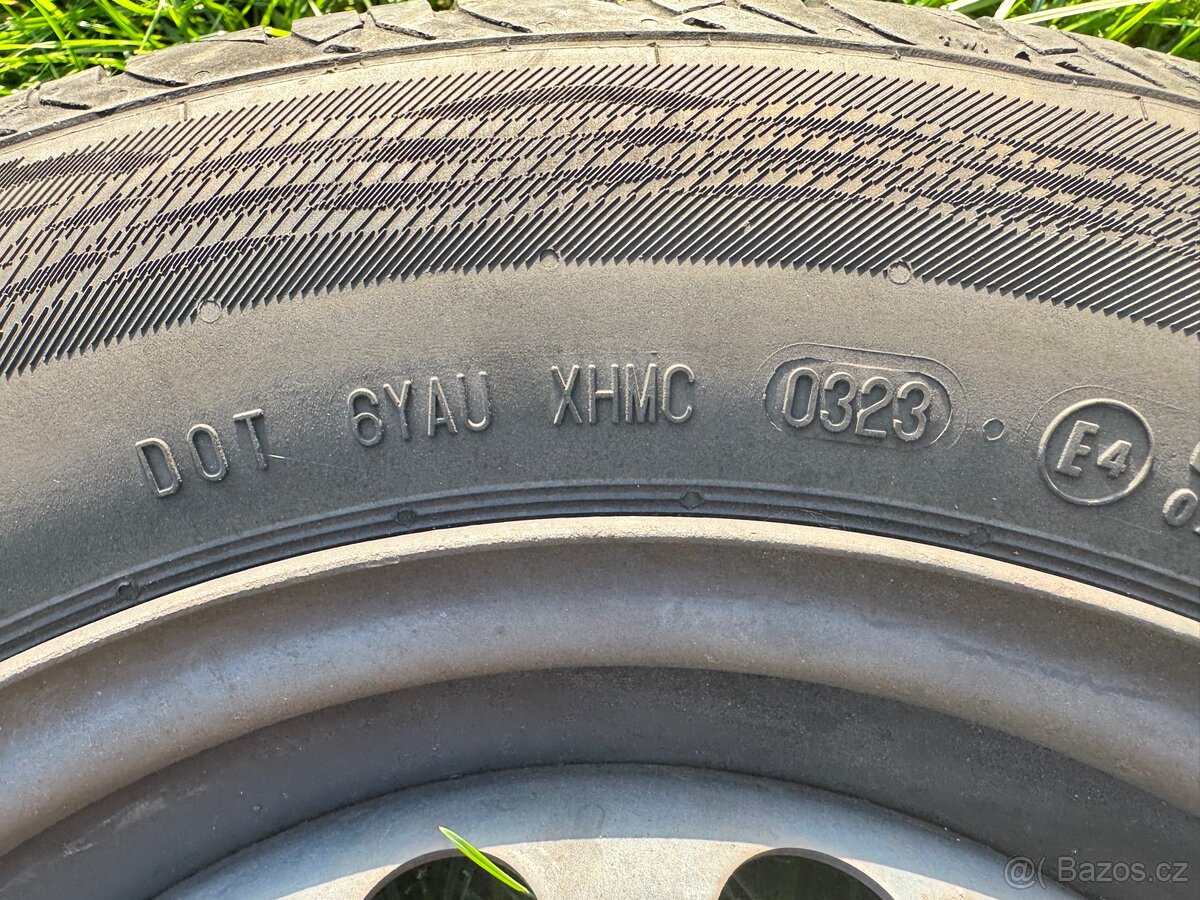 DOT 6YAU XHMC 0323 E4
@( Bazos.cz